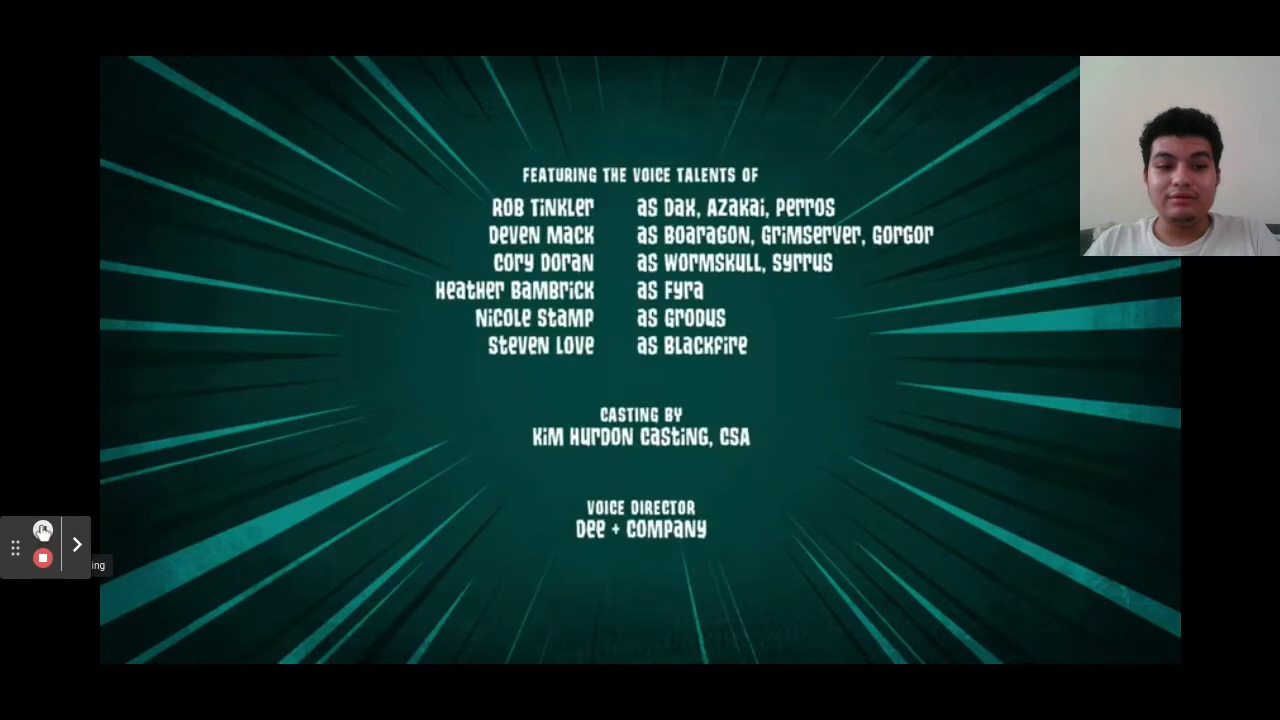 FEATURING THE VOICE TALENTS OF
ROB TINKLER as Dax, Azakai, Perros
Deven Mack as Boaragon, Grimserver, Gorgor
Cory Doran as Wormskull, Syrrus
Heather Bambrick as Fyra
Nicole Stamp as Grodus
Steven Love as Blackfire
CASTING BY
Kim Hurdon Casting, CSA
VOICE DIRECTOR
Dee + Company
ing